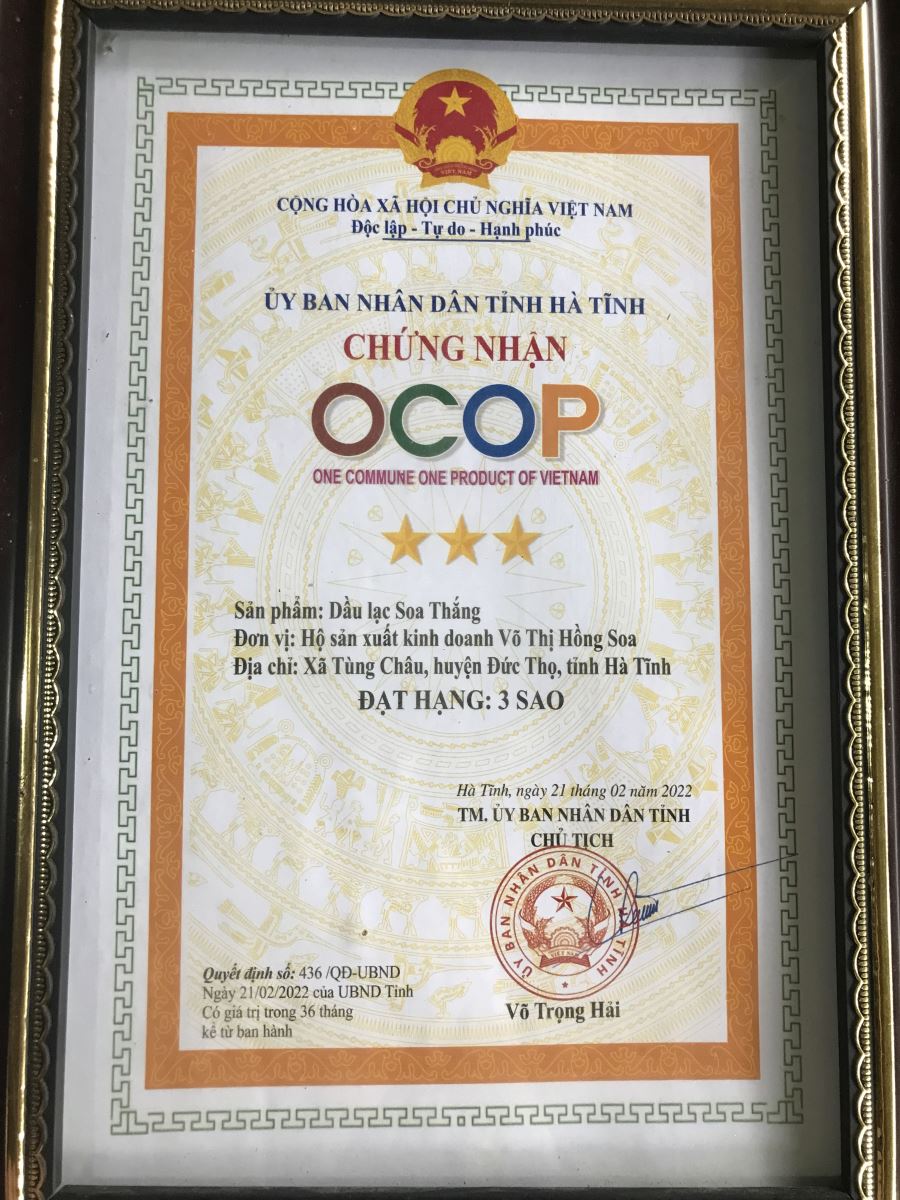 VIỆT NAM
CỘNG HÒA XÃ HỘI CHỦ NGHĨA VIỆT NAM
Độc lập - Tự do - Hạnh phúc
ỦY BAN NHÂN DÂN TỈNH HÀ TĨNH
CHỨNG NHẬN
OCOP
ONE COMMUNE ONE PRODUCT OF VIETNAM
Sản phẩm: Dầu lạc Soa Thắng
Đơn vị: Hộ sản xuất kinh doanh Võ Thị Hồng Soa
Địa chỉ: Xã Tùng Châu, huyện Đức Thọ, tỉnh Hà Tĩnh
ĐẠT HẠNG: 3 SAO
Hà Tĩnh, ngày 21 tháng 02 năm 2022
TM. ỦY BAN NHÂN DÂN TỈNH
CHỦ TỊCH
ỦY BAN NHÂN DÂN TỈNH
VIỆT NAM
Võ Trọng Hải
Quyết định số: 436 /QĐ-UBND
Ngày 21/02/2022 của UBND Tỉnh
Có giá trị trong 36 tháng
kể từ ban hành